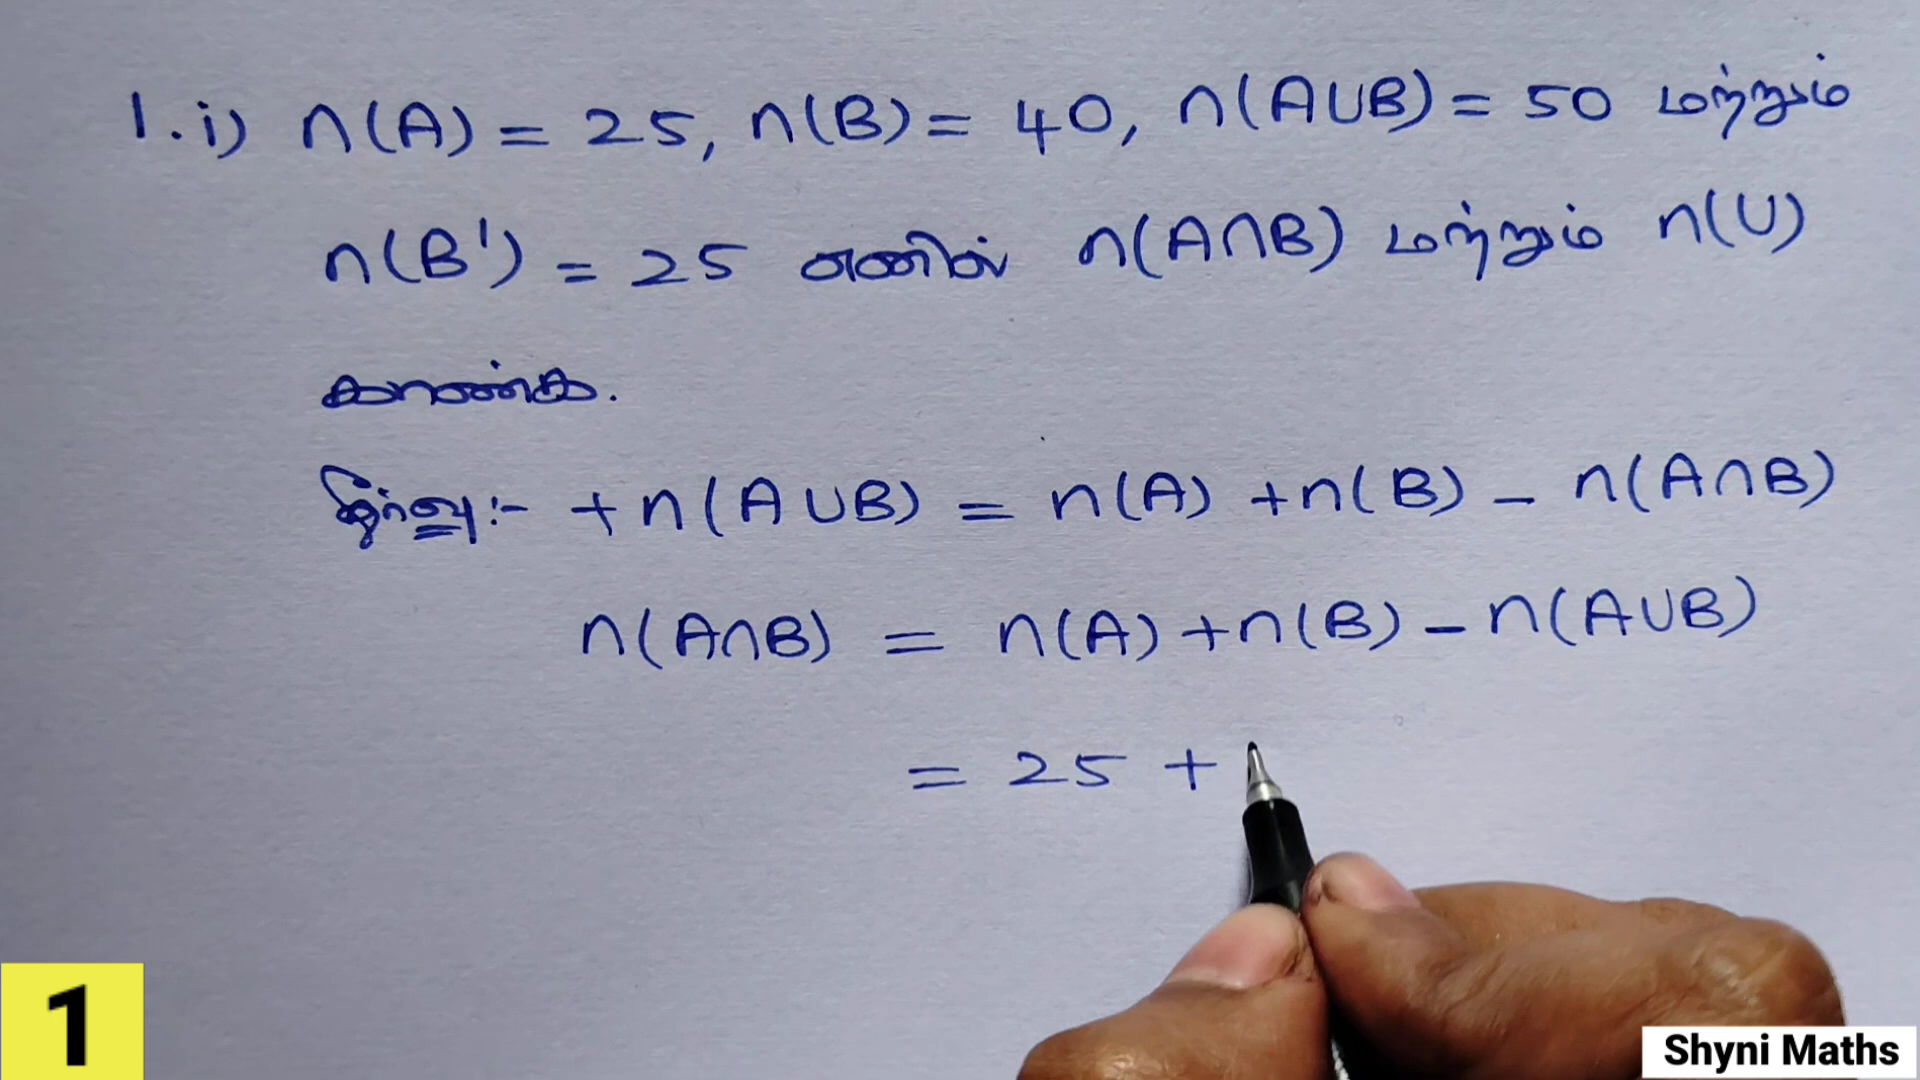 1. i) n(A) = 25, n(B) = 40, n(A∪B) = 50 மற்றும்
n(B') = 25 எனில் n(A∩B) மற்றும் n(U)
காண்க.
தீர்வு:- +n(A∪B) = n(A) +n(B) - n(A∩B)
n(A∩B) = n(A) +n(B) - n(A∪B)
= 25 +
1
Shyni Maths